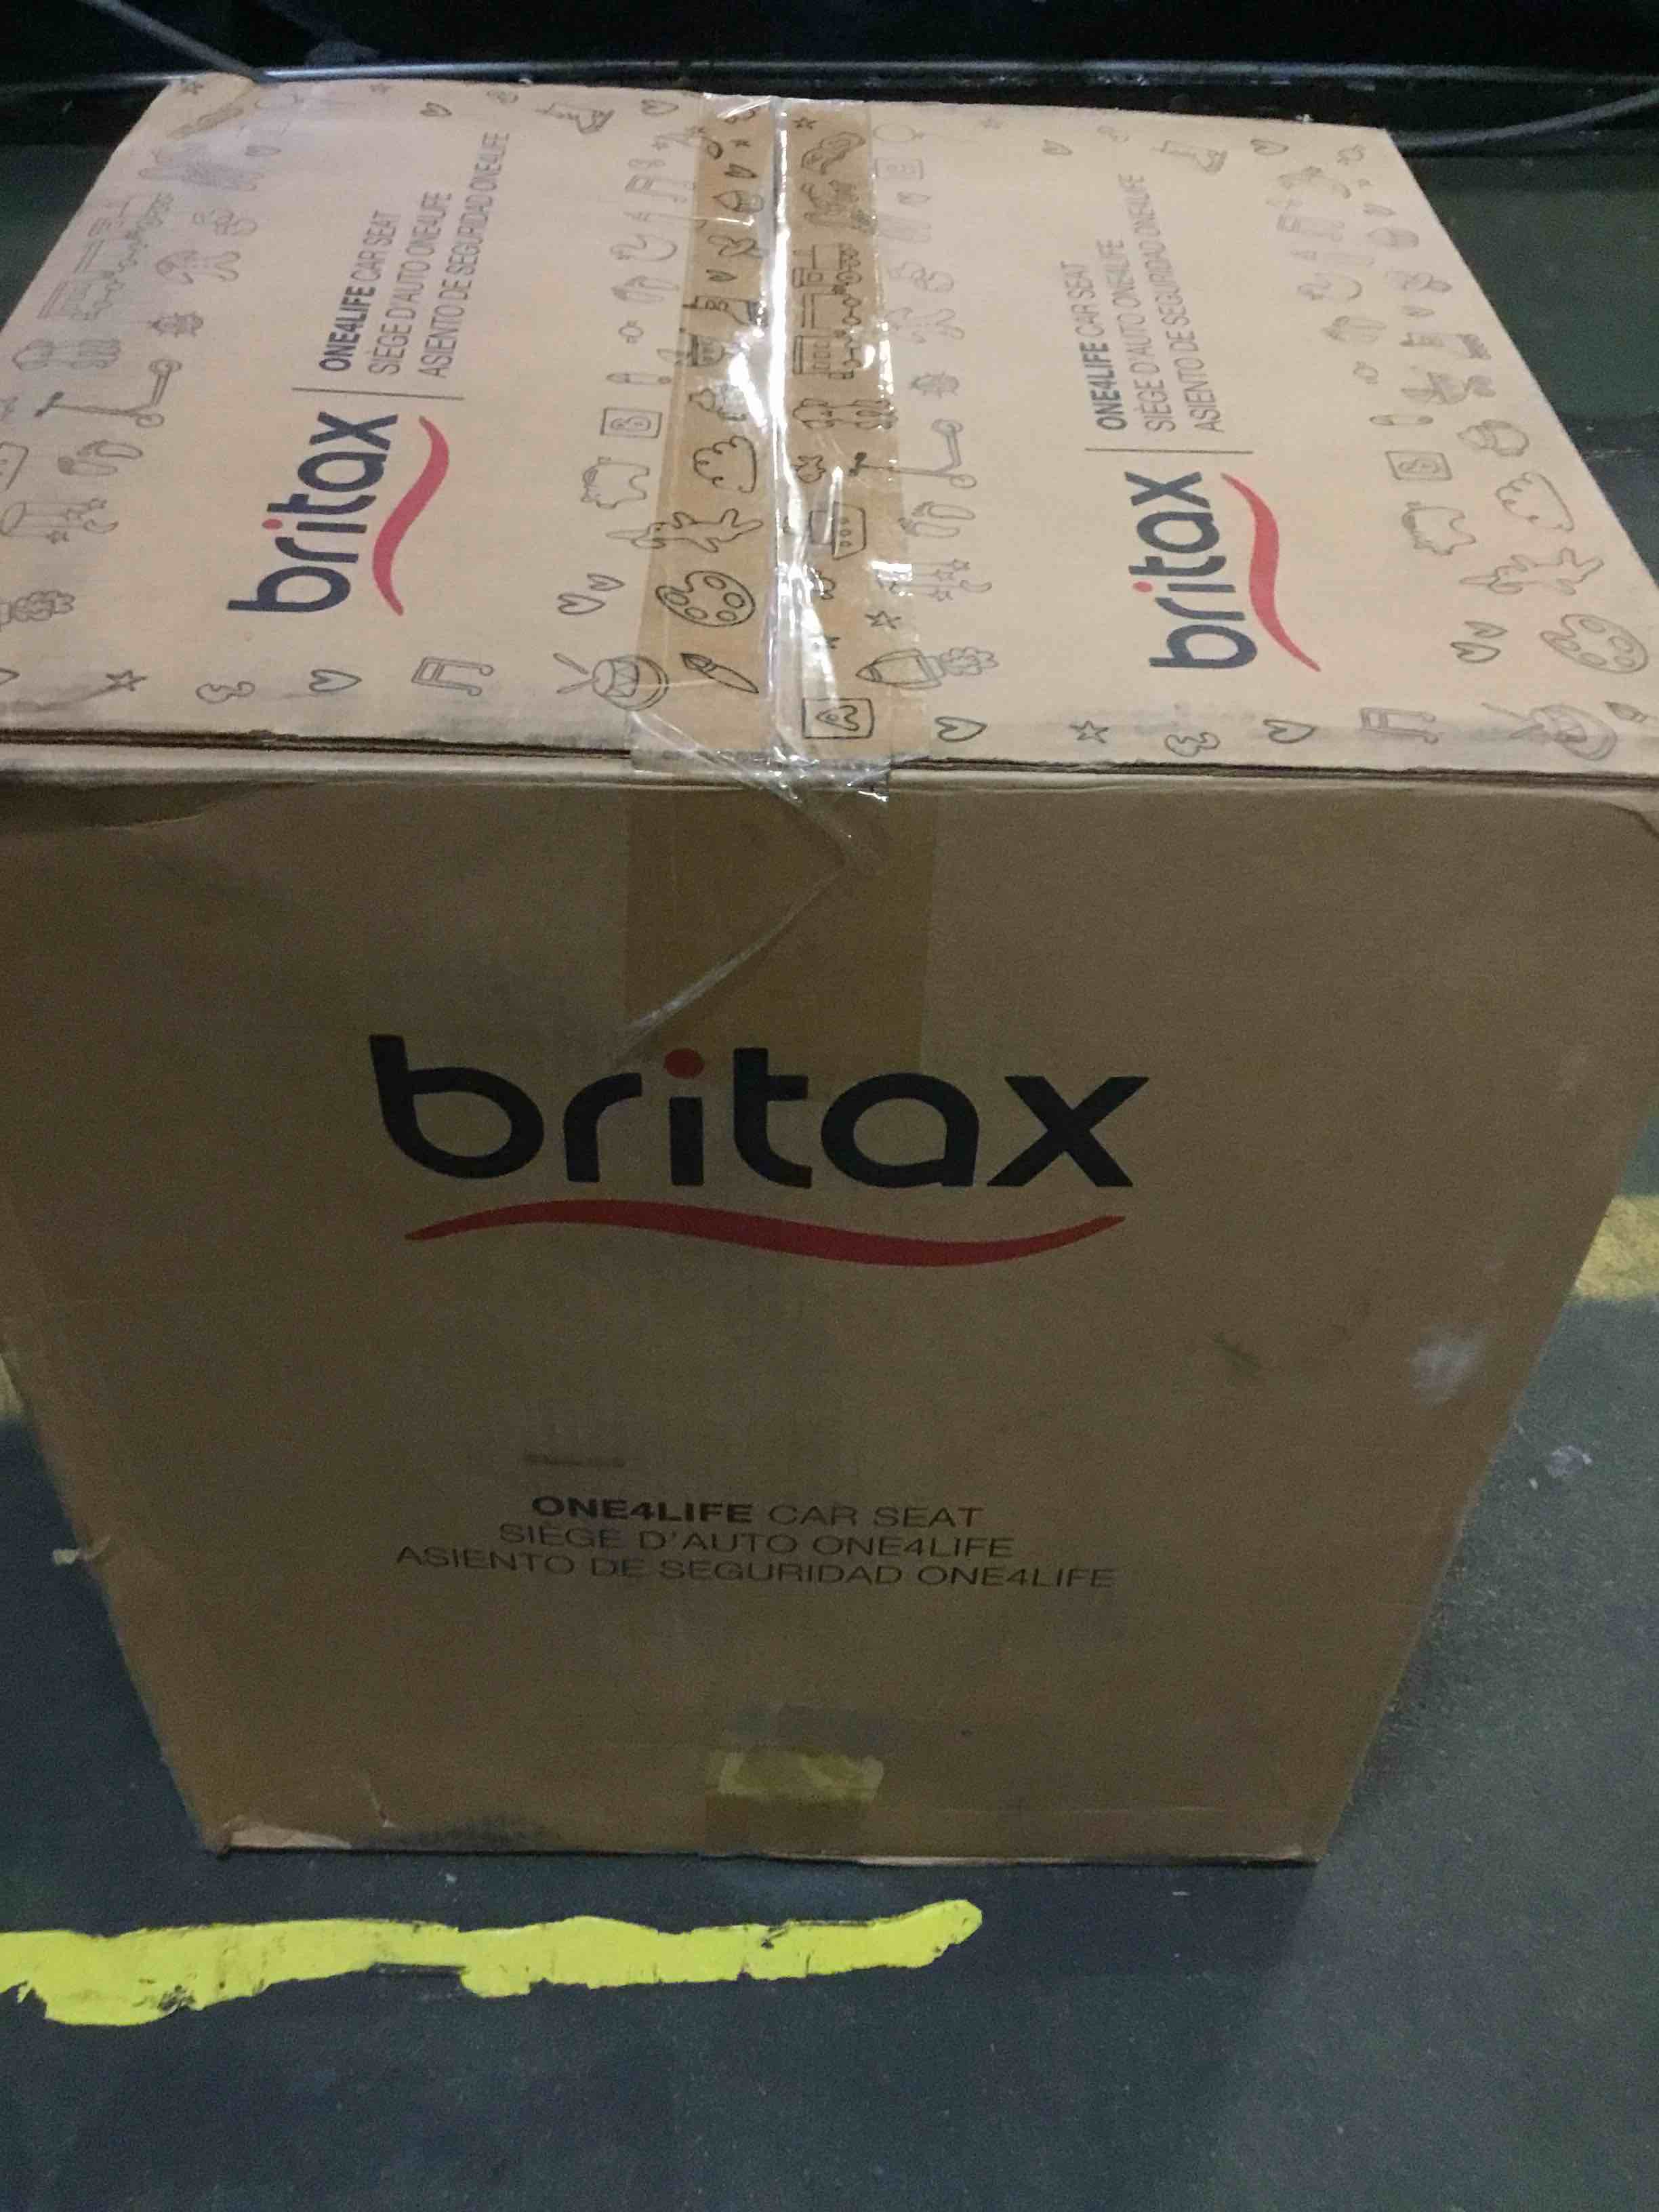 britax
ONE4LIFE CAR SEAT
SIÈGE D'AUTO ONE4LIFE
ASIENTO DE SEGURIDAD ONE4LIFE
britax
ONE4LIFE CAR SEAT
SIÈGE D'AUTO ONE4LIFE
ASIENTO DE SEGURIDAD ONE4LIFE
B
B
A
britax
ONE4LIFE CAR SEAT
SIÈGE D'AUTO ONE4LIFE
ASIENTO DE SEGURIDAD ONE4LIFE